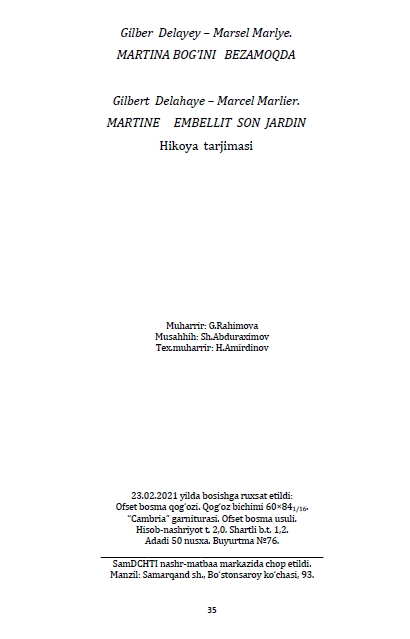 Gilber Delayey – Marsel Marlye.
MARTINA BOG'INI BEZAMOQDA
Gilbert Delahaye – Marcel Marlier.
MARTINE EMBELLIT SON JARDIN
Hikoya tarjimasi
Muharrir: G.Rahimova
Musahhih: Sh.Abduraximov
Tex.muharrir: H.Amirdinov
23.02.2021 yilda bosishga ruxsat etildi:
Ofset bosma qog‘ozi. Qog‘oz bichimi 60×84₁/₁₆.
“Cambria” garniturasi. Ofset bosma usuli.
Hisob-nashriyot t. 2,0. Shartli b.t. 1,2.
Adadi 50 nusxa. Buyurtma №76.
SamDCHTI nashr-matbaa markazida chop etildi.
Manzil: Samarqand sh., Bo‘stonsaroy ko‘chasi, 93.
35